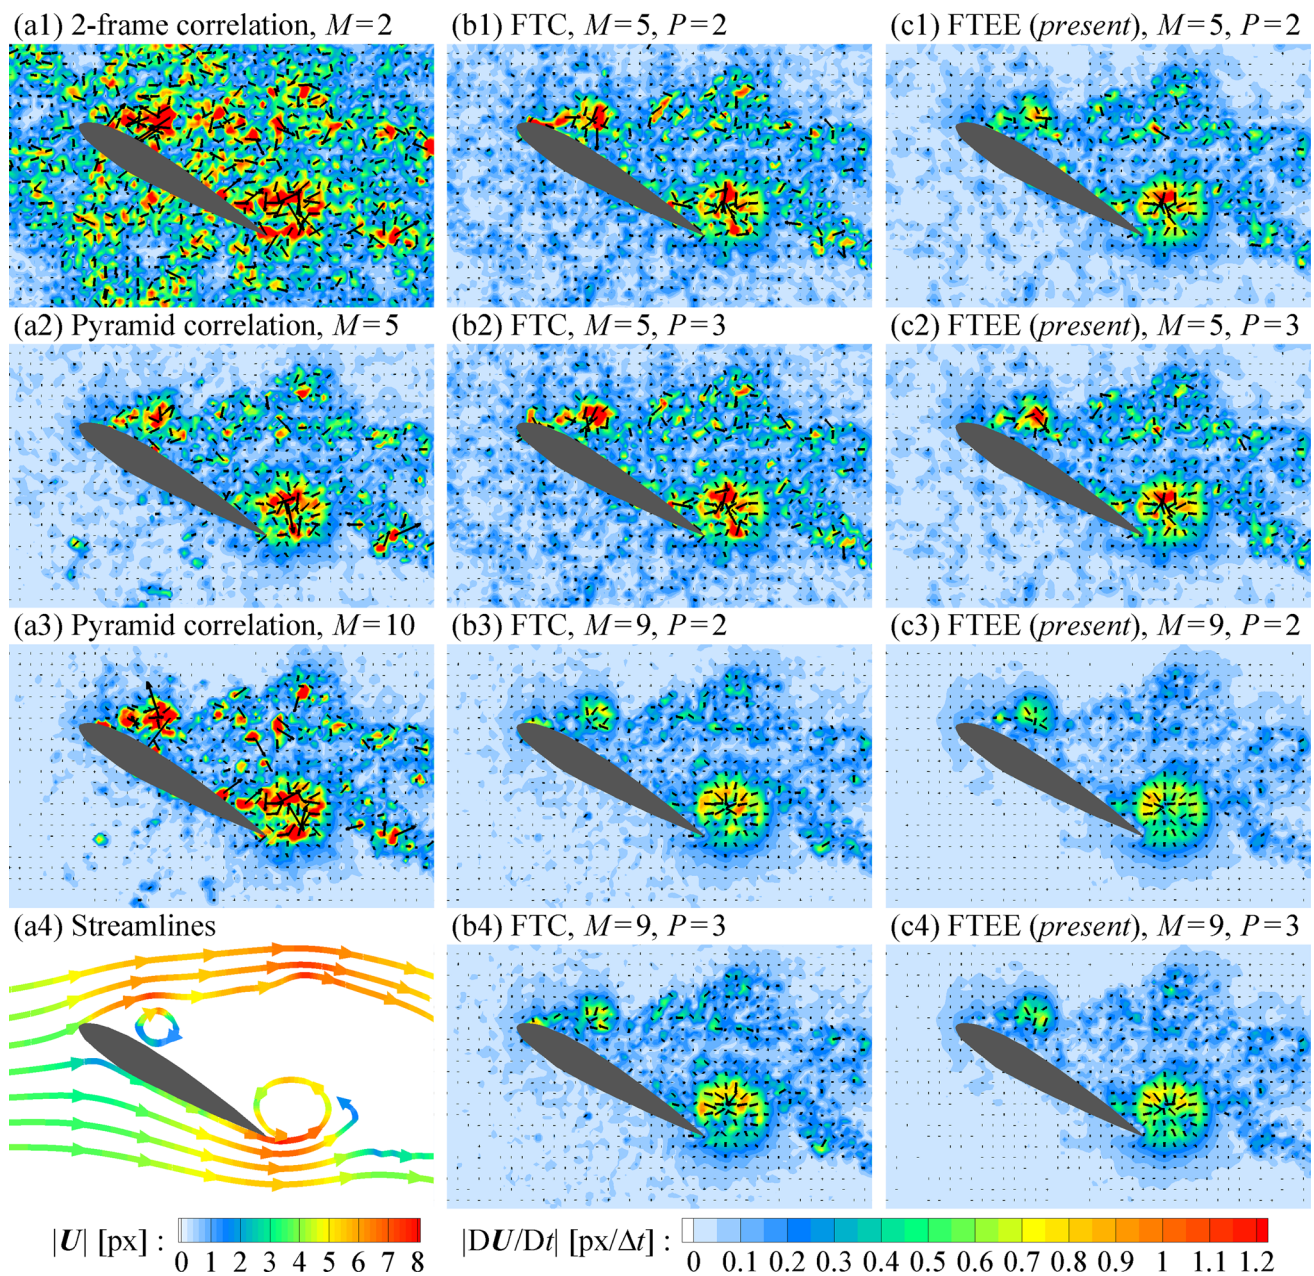 (a1) 2-frame correlation, M=2
(b1) FTC, M=5, P=2
(c1) FTEE (present), M=5, P=2
(a2) Pyramid correlation, M=5
(b2) FTC, M=5, P=3
(c2) FTEE (present), M=5, P=3
(a3) Pyramid correlation, M=10
(b3) FTC, M=9, P=2
(c3) FTEE (present), M=9, P=2
(a4) Streamlines
(b4) FTC, M=9, P=3
(c4) FTEE (present), M=9, P=3
|U| [px] :
0 1 2 3 4 5 6 7 8
|DU/Dt| [px/Δt] :
0 0.1 0.2 0.3 0.4 0.5 0.6 0.7 0.8 0.9 1 1.1 1.2